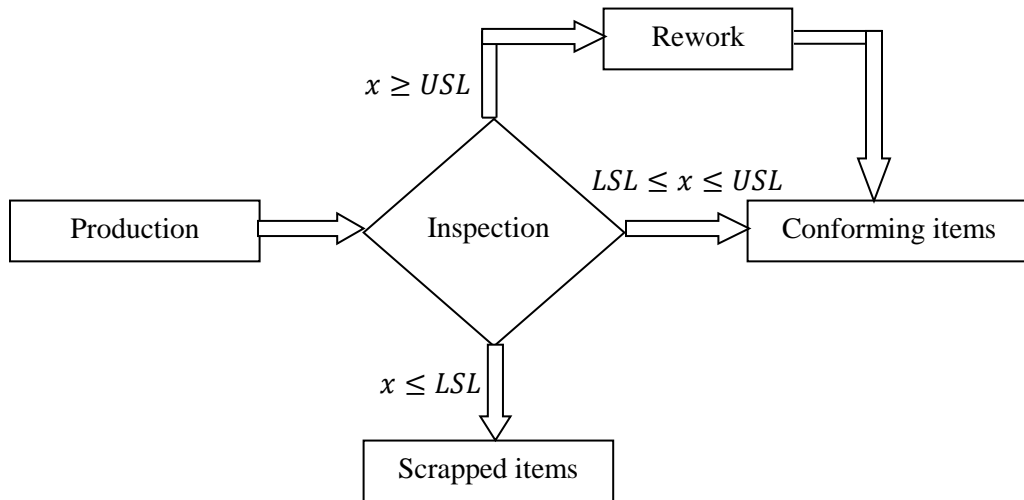 Rework
x ≥ USL
LSL ≤ x ≤ USL
Production
Inspection
Conforming items
x ≤ LSL
Scrapped items